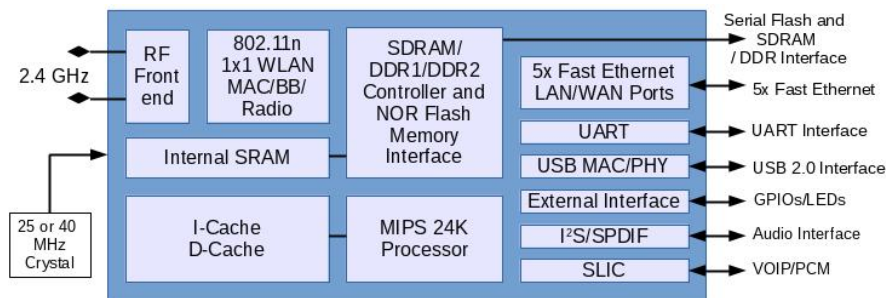 2.4 GHz
25 or 40
MHz
Crystal
RF
Front
end
802.11n
1x1 WLAN
MAC/BB/
Radio
Internal SRAM
I-Cache
D-Cache
SDRAM/
DDR1/DDR2
Controller and
NOR Flash
Memory
Interface
MIPS 24K
Processor
5x Fast Ethernet
LAN/WAN Ports
UART
USB MAC/PHY
External Interface
I²S/SPDIF
SLIC
Serial Flash and
SDRAM
/ DDR Interface
5x Fast Ethernet
UART Interface
USB 2.0 Interface
GPIOs/LEDs
Audio Interface
VOIP/PCM